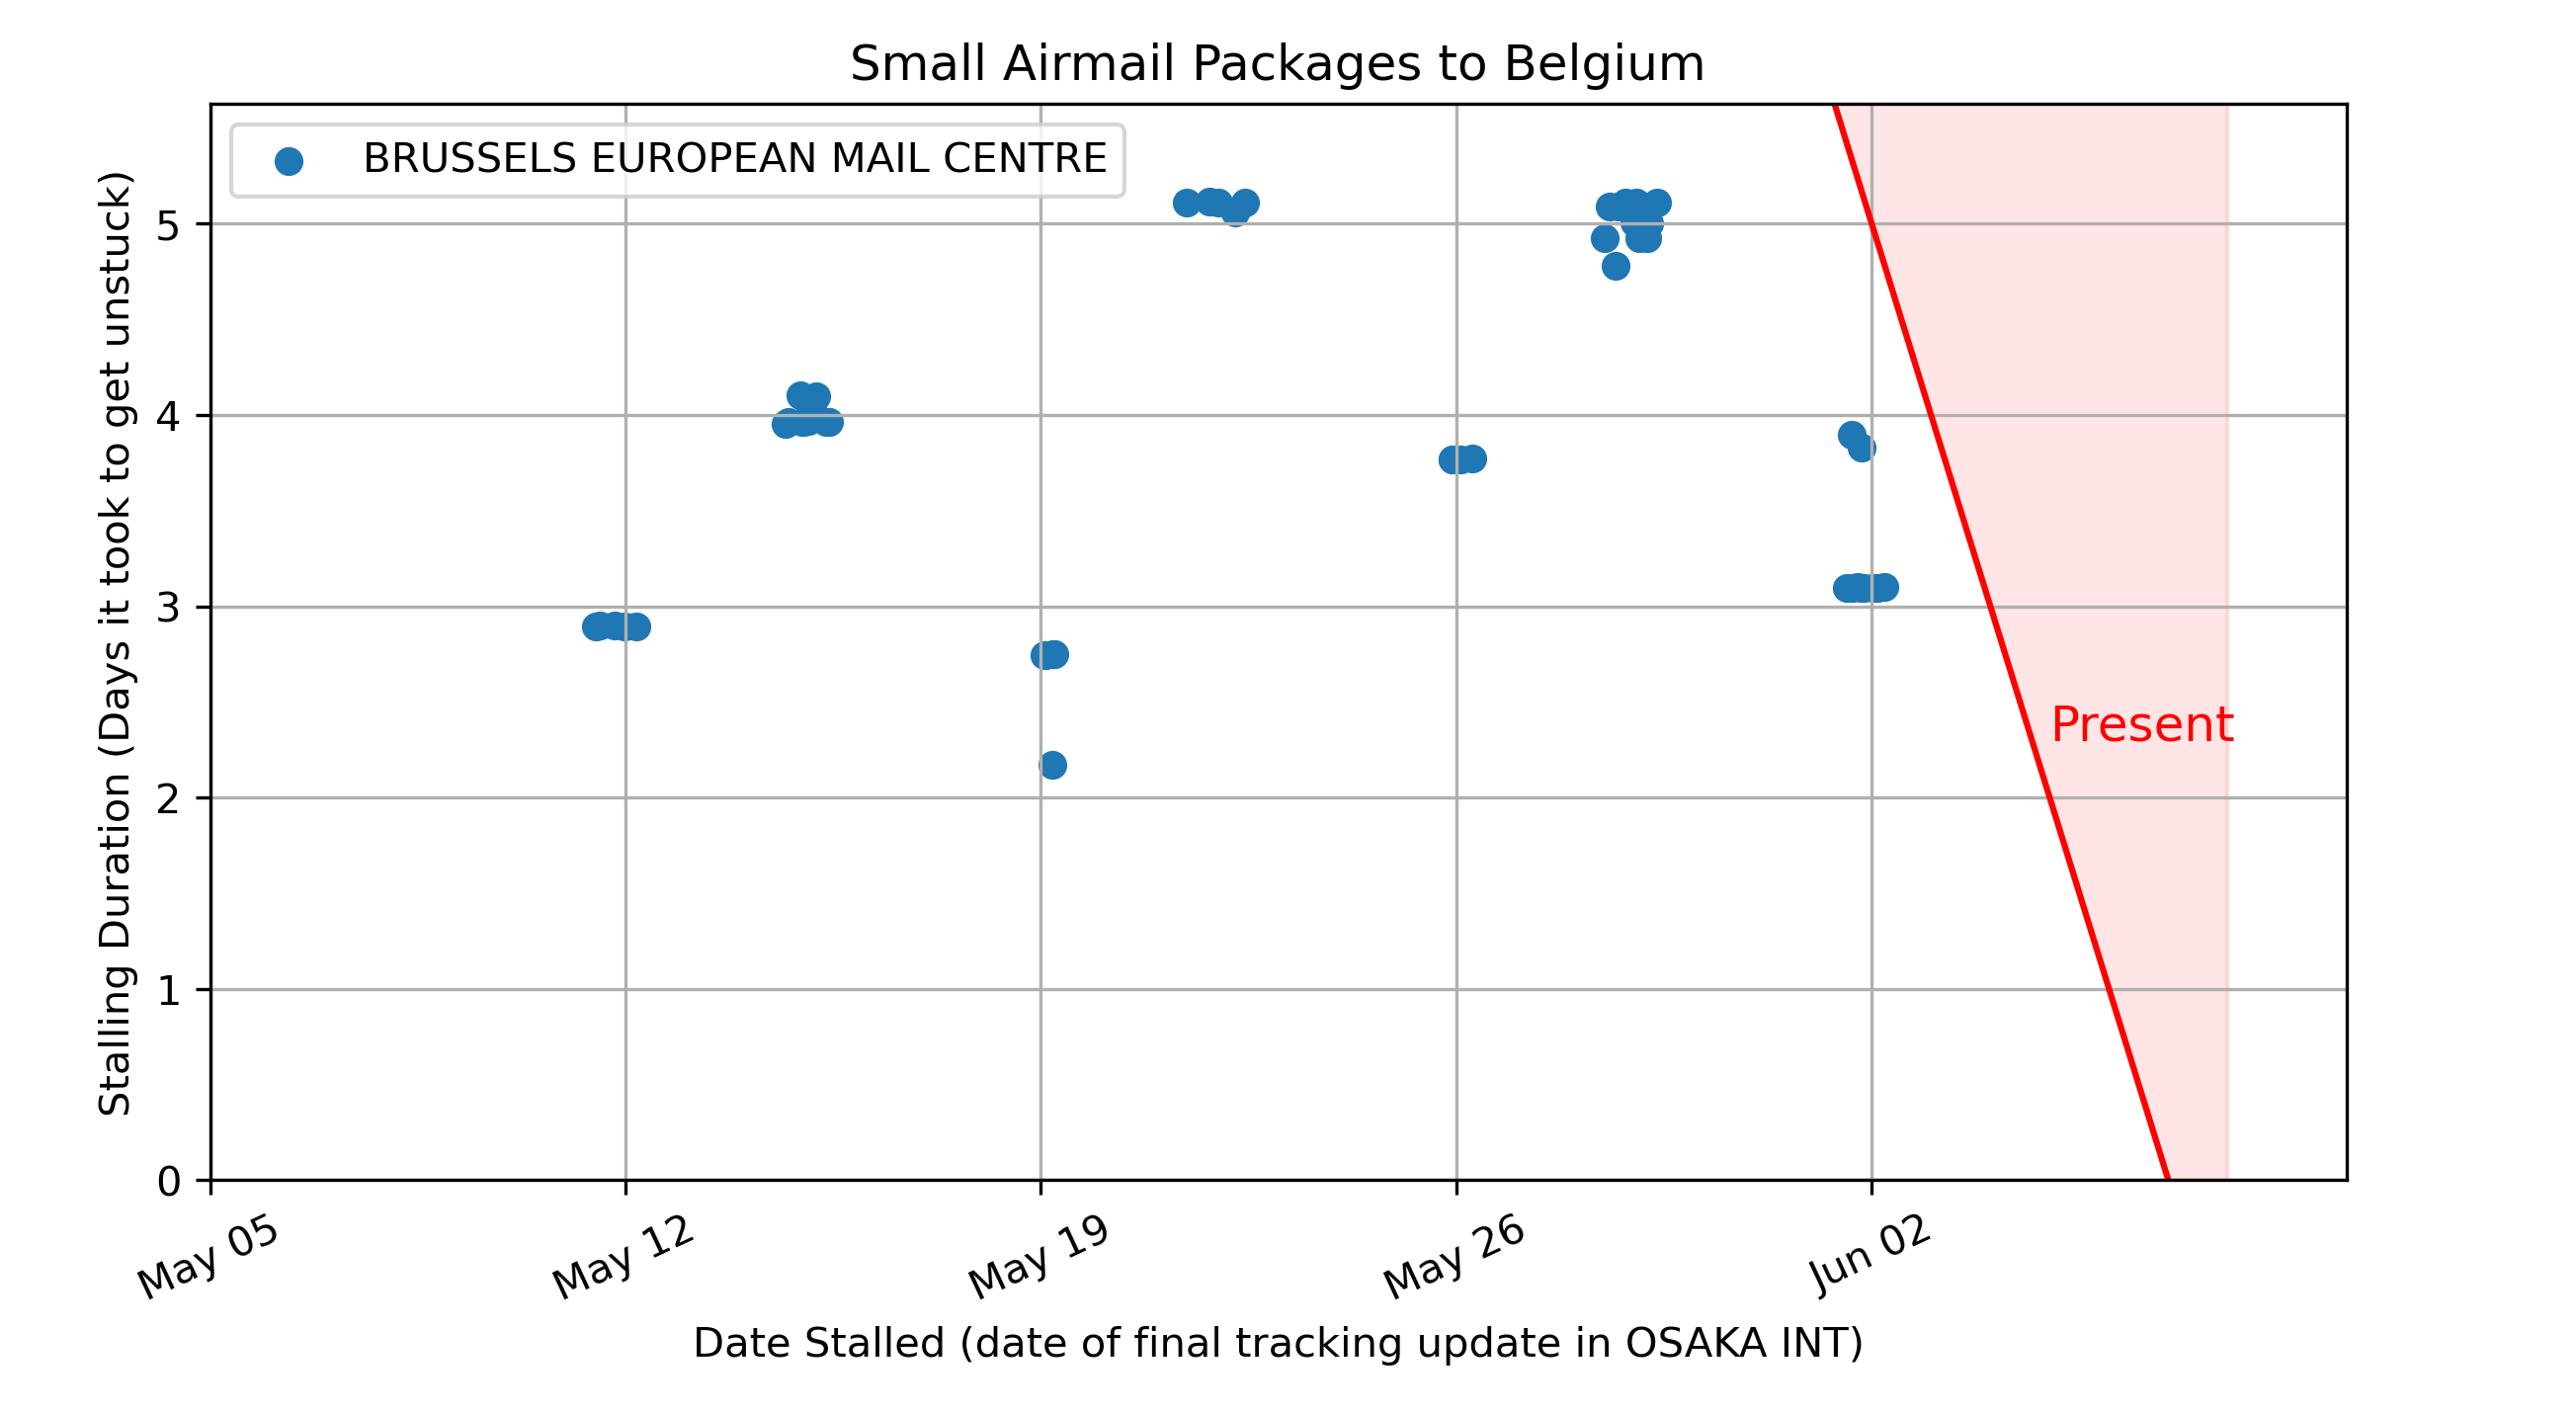 Small Airmail Packages to Belgium
BRUSSELS EUROPEAN MAIL CENTRE
Stalling Duration (Days it took to get unstuck)
5
4
3
2
1
0
Present
May 05
May 12
May 19
May 26
Jun 02
Date Stalled (date of final tracking update in OSAKA INT)